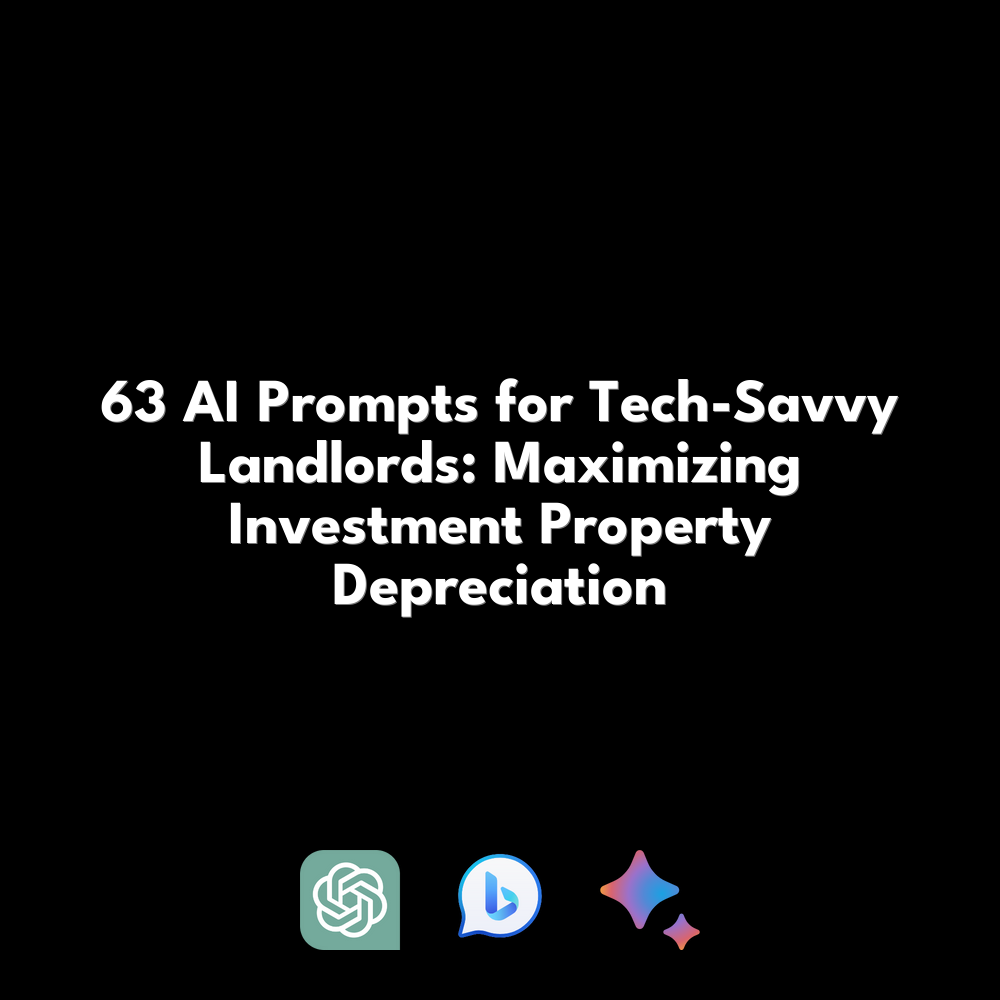 63 AI Prompts for Tech-Savvy
Landlords: Maximizing
Investment Property
Depreciation